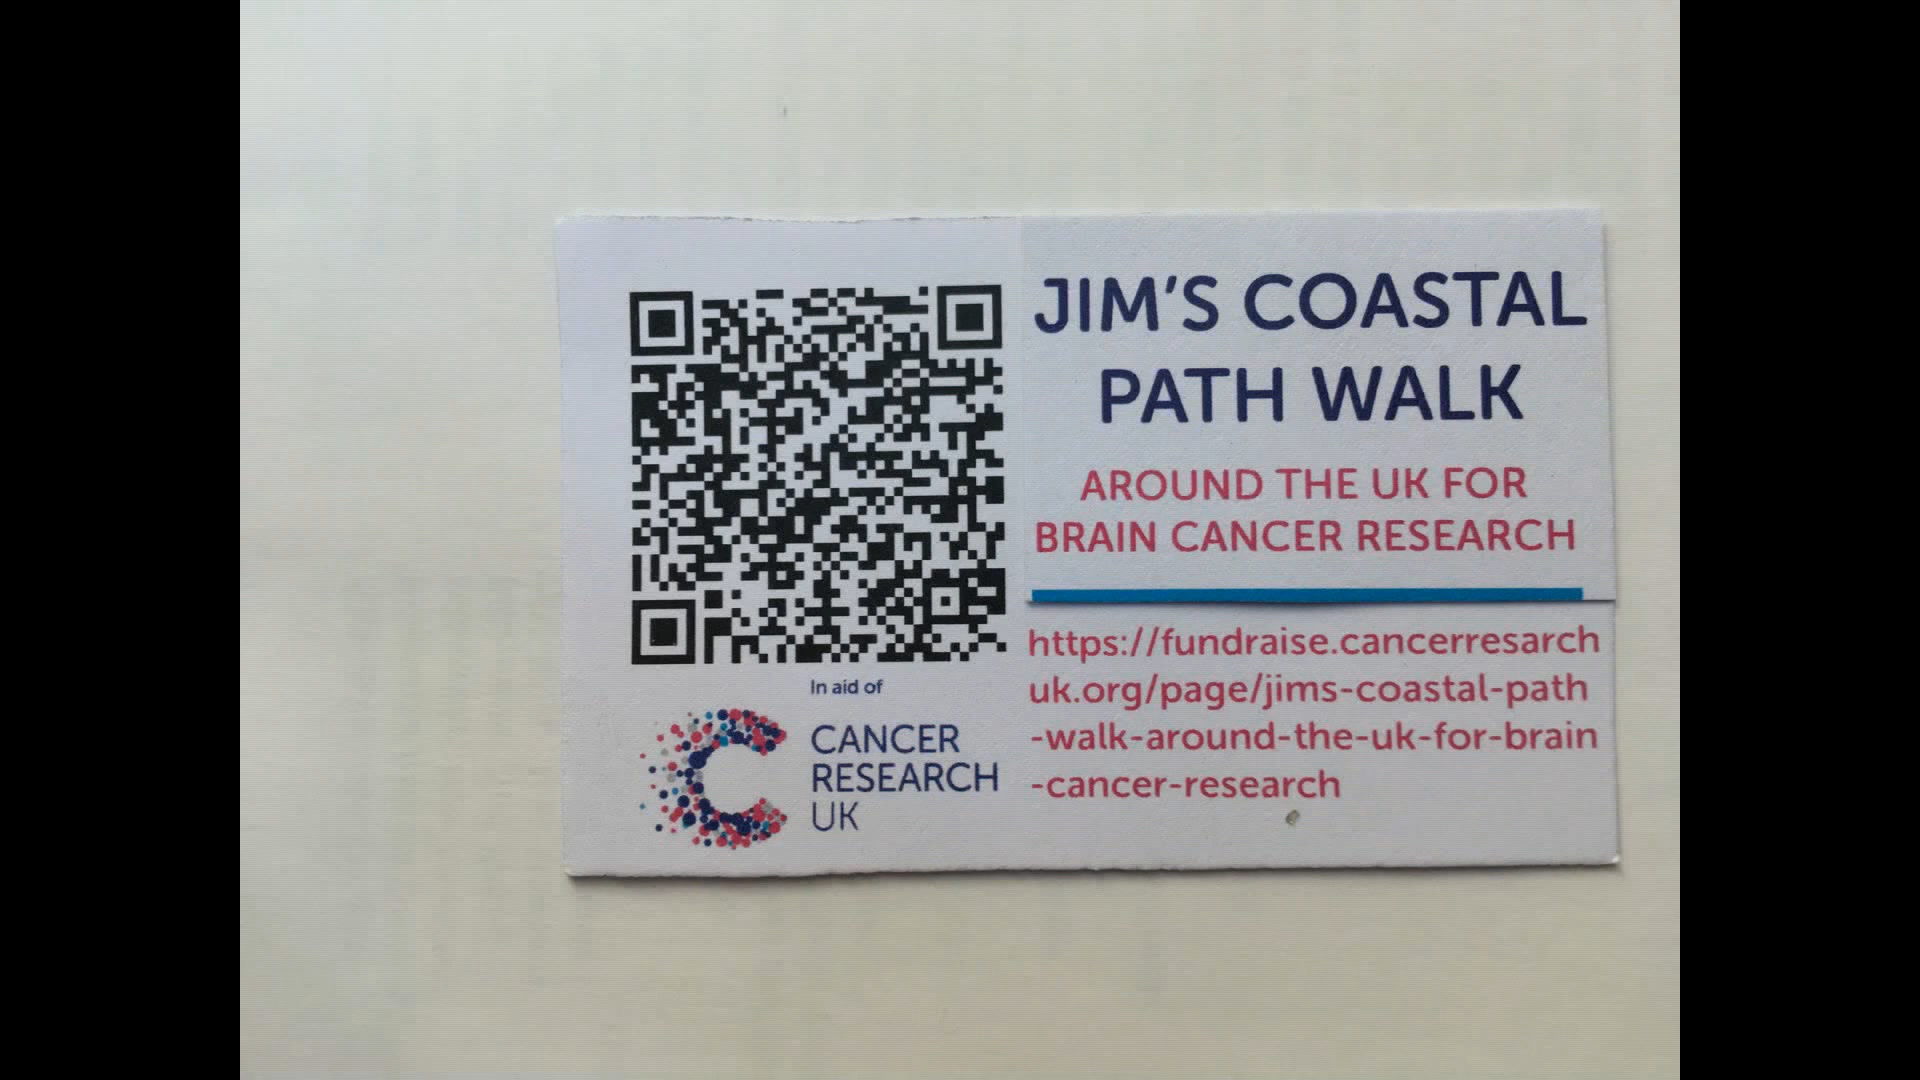 JIM'S COASTAL
PATH WALK
AROUND THE UK FOR
BRAIN CANCER RESEARCH
https://fundraise.cancerresarch
uk.org/page/jims-coastal-path
-walk-around-the-uk-for-brain
-cancer-research
In aid of
CANCER
RESEARCH
UK